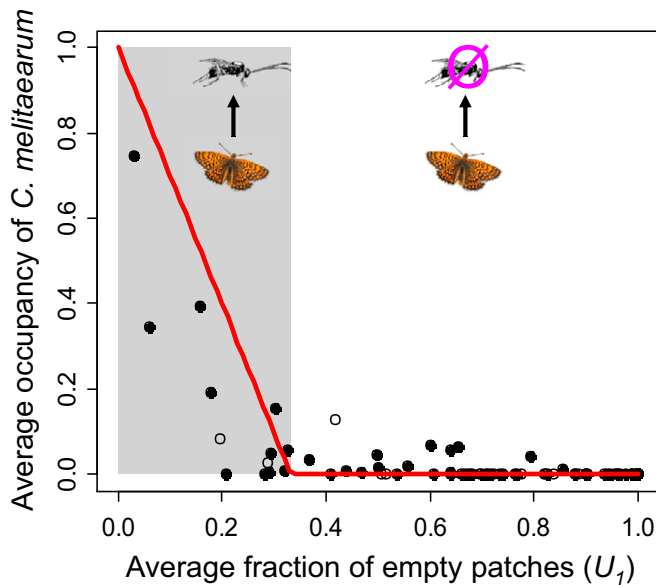 Average occupancy of C. melitaearum
1.0
0.8
0.6
0.4
0.2
0.0
0.0 0.2 0.4 0.6 0.8 1.0
Average fraction of empty patches (U1)